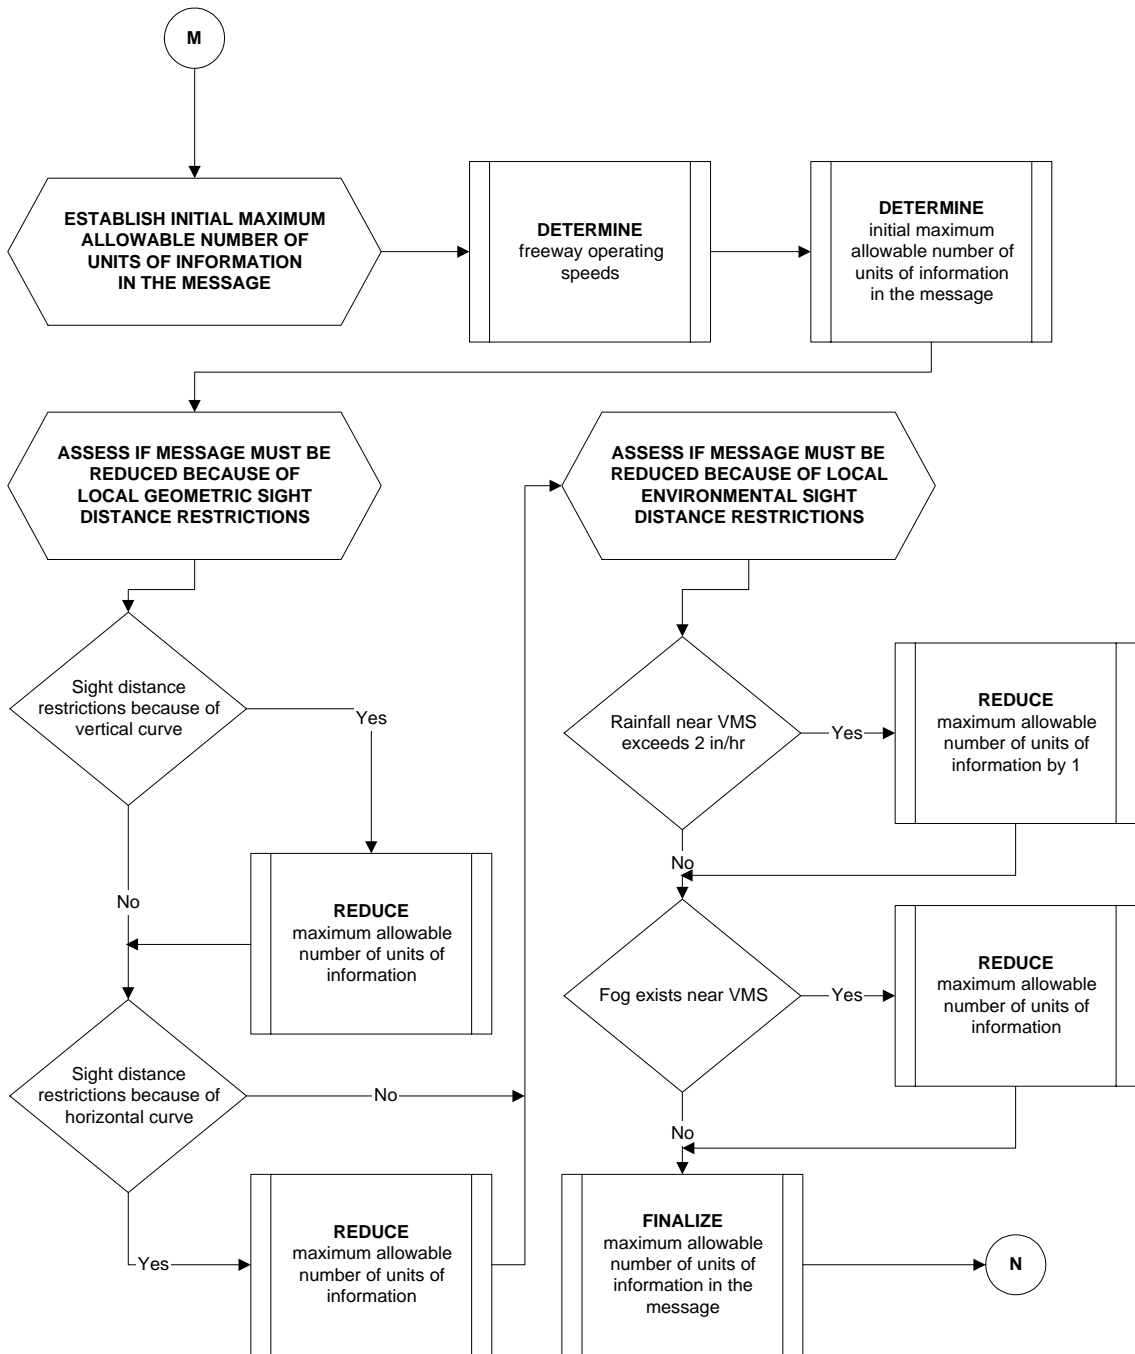 M
ESTABLISH INITIAL MAXIMUM
ALLOWABLE NUMBER OF
UNITS OF INFORMATION
IN THE MESSAGE
DETERMINE
freeway operating
speeds
DETERMINE
initial maximum
allowable number of
units of information
in the message
ASSESS IF MESSAGE MUST BE
REDUCED BECAUSE OF
LOCAL GEOMETRIC SIGHT
DISTANCE RESTRICTIONS
Sight distance
restrictions because of
vertical curve
Yes
No
REDUCE
maximum allowable
number of units of
information
Sight distance
restrictions because of
horizontal curve
No
Yes
REDUCE
maximum allowable
number of units of
information
ASSESS IF MESSAGE MUST BE
REDUCED BECAUSE OF LOCAL
ENVIRONMENTAL SIGHT
DISTANCE RESTRICTIONS
Rainfall near VMS
exceeds 2 in/hr
Yes
REDUCE
maximum allowable
number of units of
information by 1
No
Fog exists near VMS
Yes
REDUCE
maximum allowable
number of units of
information
No
FINALIZE
maximum allowable
number of units of
information in the
message
N